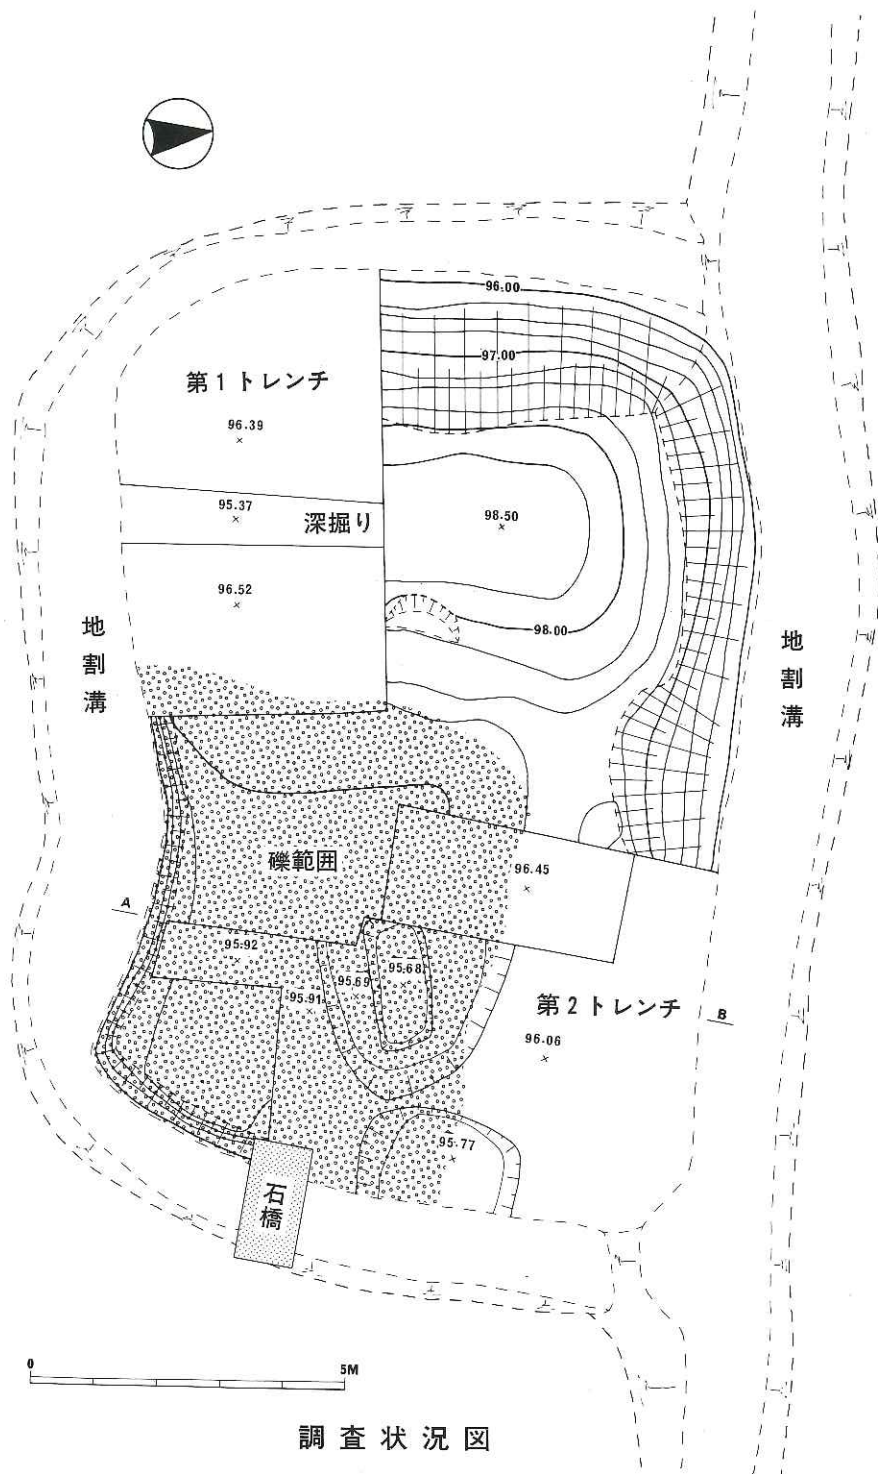 96.00
97.00
第1トレンチ
96.39
95.37
深掘り
98.50
96.52
98.00
地割溝
地割溝
礫範囲
96.45
A
95.92
95.69
95.68
95.91
第2トレンチ
B
96.06
95.77
石橋
0 5M
調査状況図